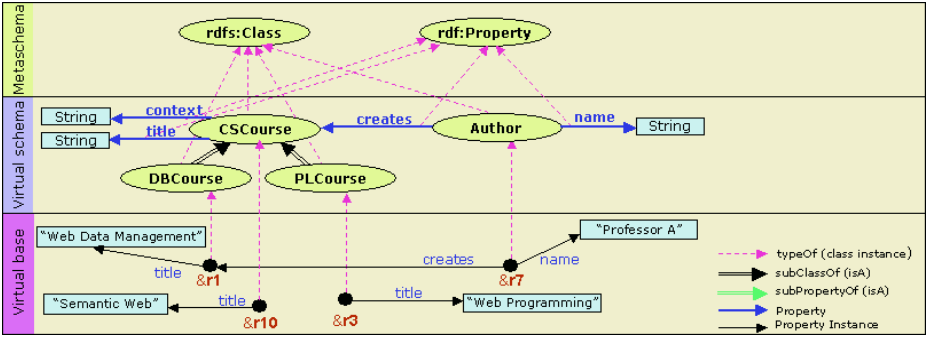 Metaschema
rdfs:Class
rdf:Property
Virtual schema
String
context
String
title
CSCourse
creates
Author
name
String
DBCourse
PLCourse
Virtual base
"Web Data Management"
"Professor A"
title
&r1
creates
&r7
name
"Semantic Web"
title
&r10
&r3
title
"Web Programming"
typeOf (class instance)
subClassOf (isA)
subPropertyOf (isA)
Property
Property Instance